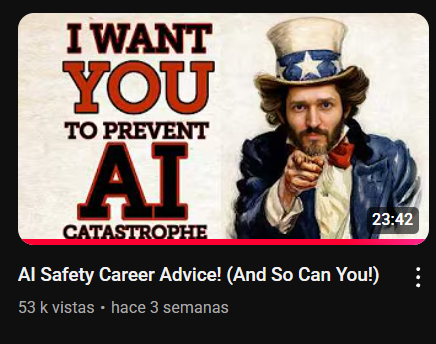 I WANT
YOU
TO PREVENT
AI
CATASTROPHE
23:42
AI Safety Career Advice! (And So Can You!)
53 k vistas • hace 3 semanas